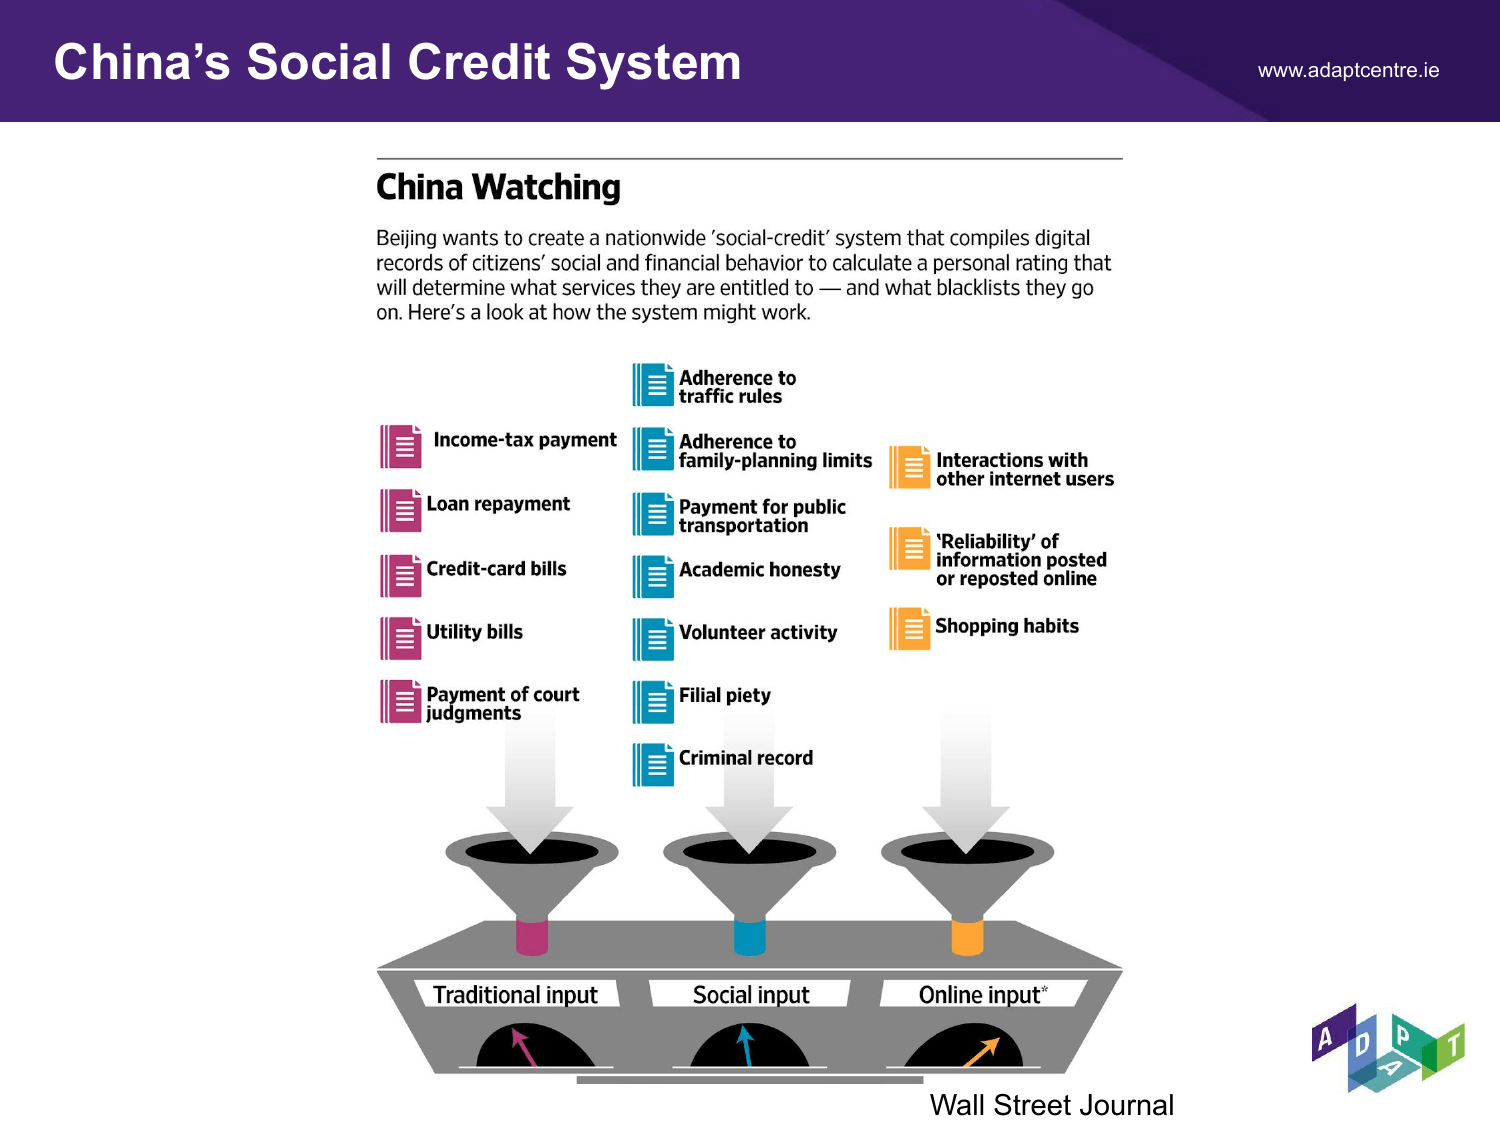 China’s Social Credit System
www.adaptcentre.ie
China Watching
Beijing wants to create a nationwide ‘social-credit’ system that compiles digital
records of citizens’ social and financial behavior to calculate a personal rating that
will determine what services they are entitled to — and what blacklists they go
on. Here’s a look at how the system might work.
Income-tax payment
Loan repayment
Credit-card bills
Utility bills
Payment of court
judgments
Adherence to
traffic rules
Adherence to
family-planning limits
Payment for public
transportation
Academic honesty
Volunteer activity
Filial piety
Criminal record
Interactions with
other internet users
‘Reliability’ of
information posted
or reposted online
Shopping habits
Traditional input
Social input
Online input*
ADAPT
Wall Street Journal